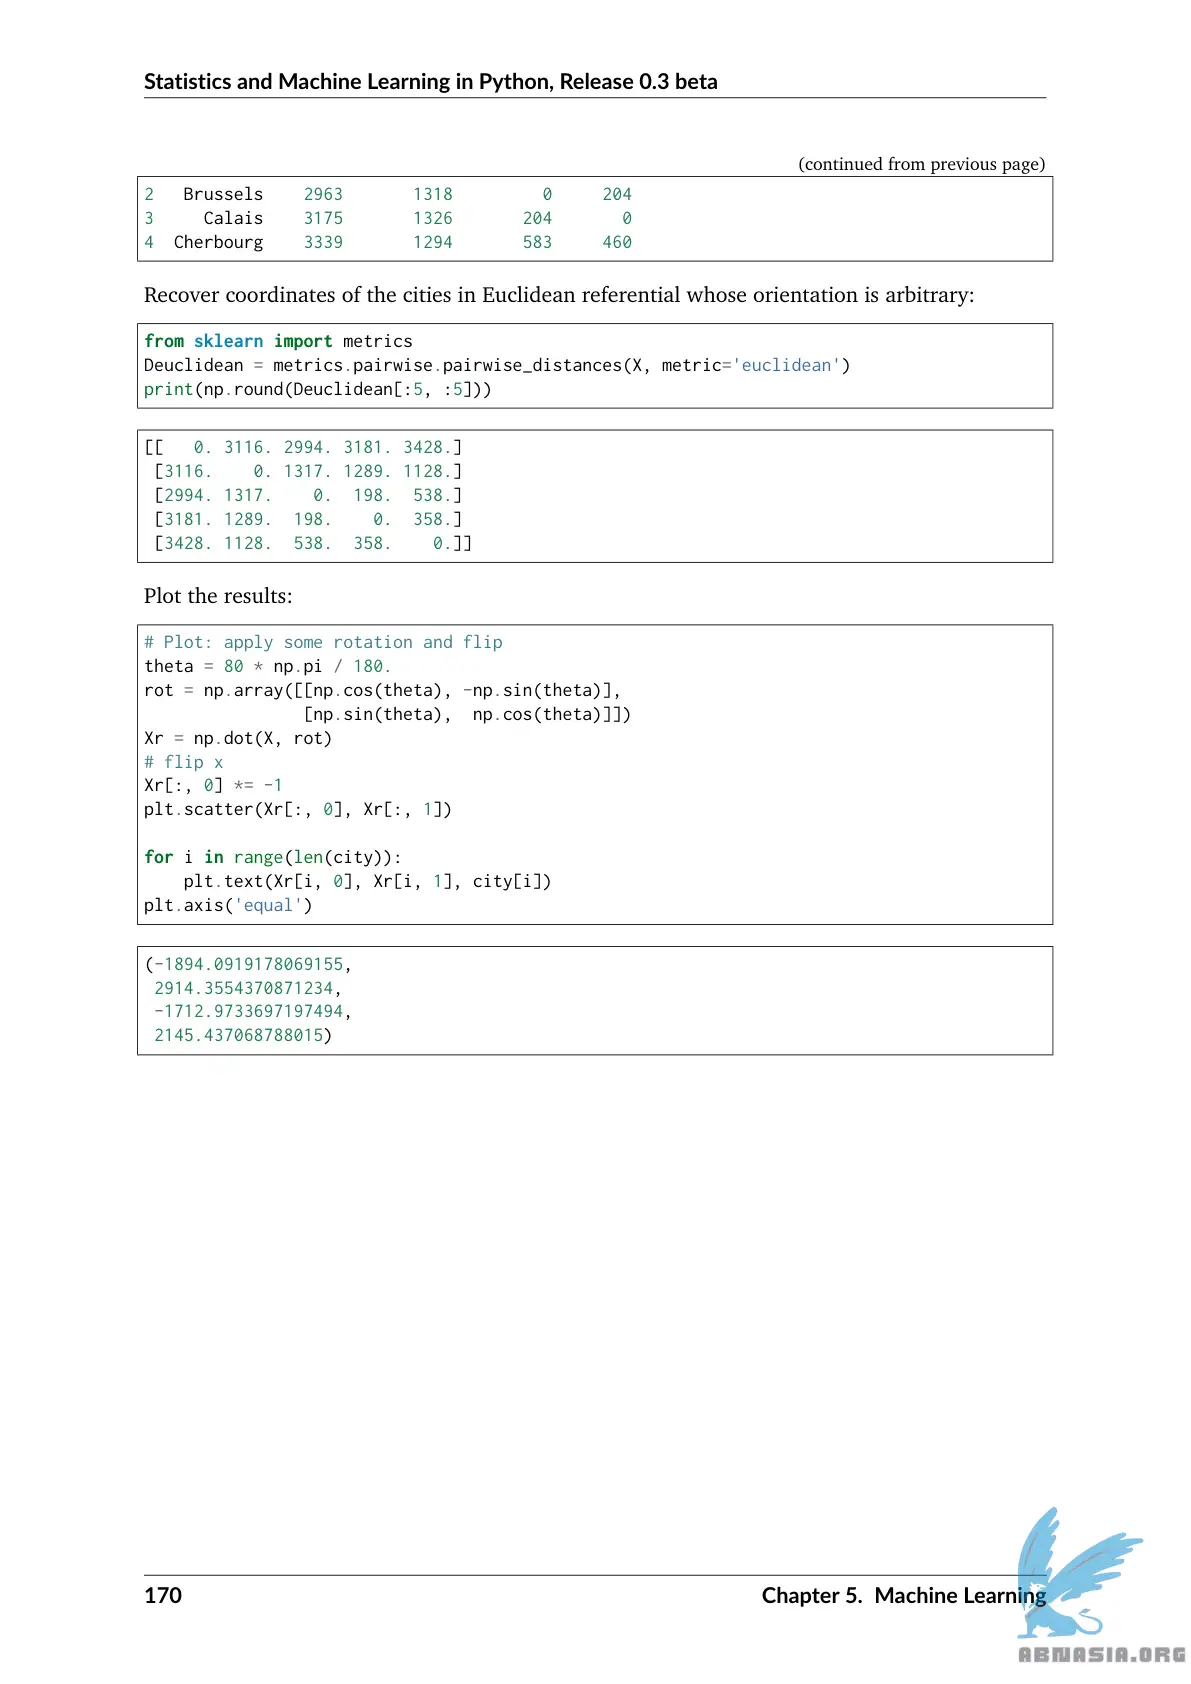 Statistics and Machine Learning in Python, Release 0.3 beta
(continued from previous page)
2   Brussels    2963       1318         0     204
3     Calais    3175       1326       204       0
4  Cherbourg    3339       1294       583     460
Recover coordinates of the cities in Euclidean referential whose orientation is arbitrary:
from sklearn import metrics
Deuclidean = metrics.pairwise.pairwise_distances(X, metric='euclidean')
print(np.round(Deuclidean[:5, :5]))
[[   0. 3116. 2994. 3181. 3428.]
 [3116.    0. 1317. 1289. 1128.]
 [2994. 1317.    0.  198.  538.]
 [3181. 1289.  198.    0.  358.]
 [3428. 1128.  538.  358.    0.]]
Plot the results:
# Plot: apply some rotation and flip
theta = 80 * np.pi / 180.
rot = np.array([[np.cos(theta), -np.sin(theta)],
                [np.sin(theta),  np.cos(theta)]])
Xr = np.dot(X, rot)
# flip x
Xr[:, 0] *= -1
plt.scatter(Xr[:, 0], Xr[:, 1])
for i in range(len(city)):
    plt.text(Xr[i, 0], Xr[i, 1], city[i])
plt.axis('equal')
(-1894.0919178069155,
 2914.3554370871234,
 -1712.9733697197494,
 2145.437068788015)
170
Chapter 5. Machine Learning
ABNASIA.ORG